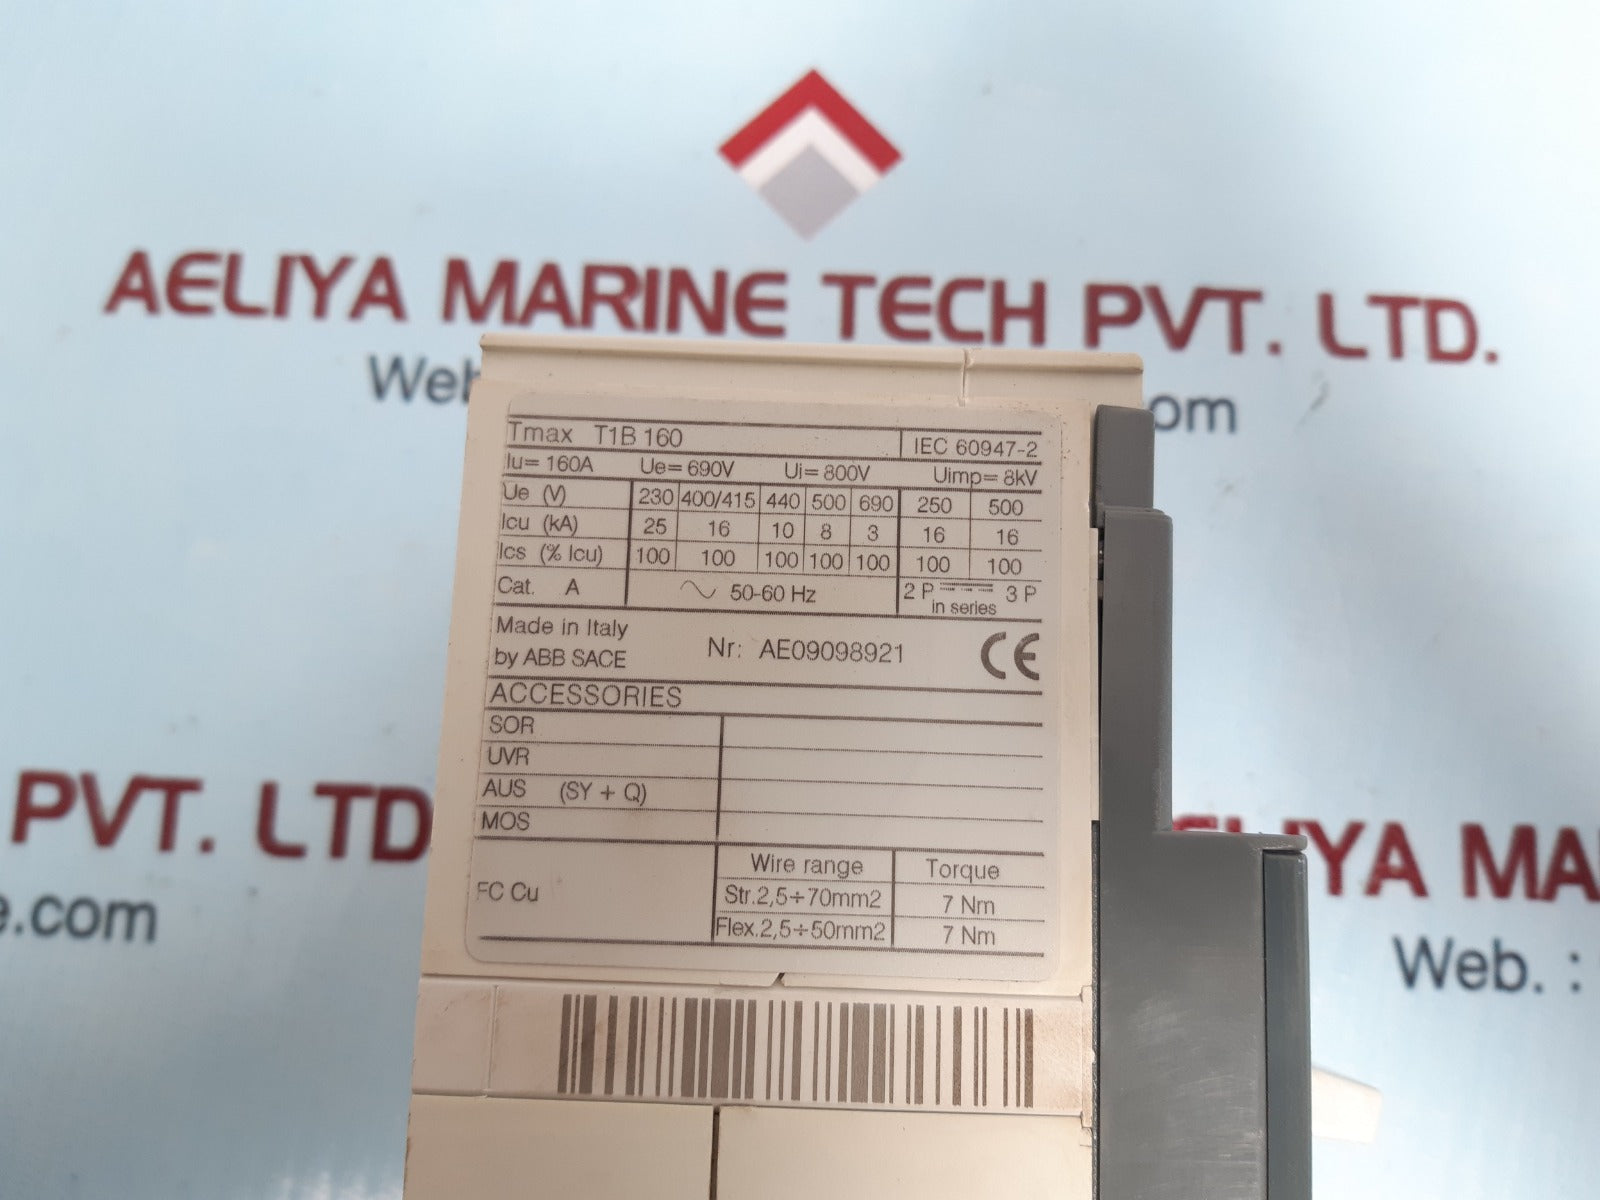 AELIYA MARINE TECH PVT. LTD.
Web
om
Tmax T1B 160 IEC 60947-2
Iu= 160A Ue= 690V Ui= 800V Uimp= 8kV
Ue (V) 230 400/415 440 500 690 250 500
Icu (kA) 25 16 10 8 3 16 16
Ics (% Icu) 100 100 100 100 100 100 100
Cat. A 50-60 Hz 2 P 3 P
in series
Made in Italy
by ABB SACE
Nr: AE09098921
CE
ACCESSORIES
SOR
UVR
AUS (SY + Q)
MOS
Wire range Torque
FC Cu Str.2,5÷70mm2 7 Nm
Flex.2,5÷50mm2 7 Nm
PVT. LTD
e.com
ELIYA MA
Web. :